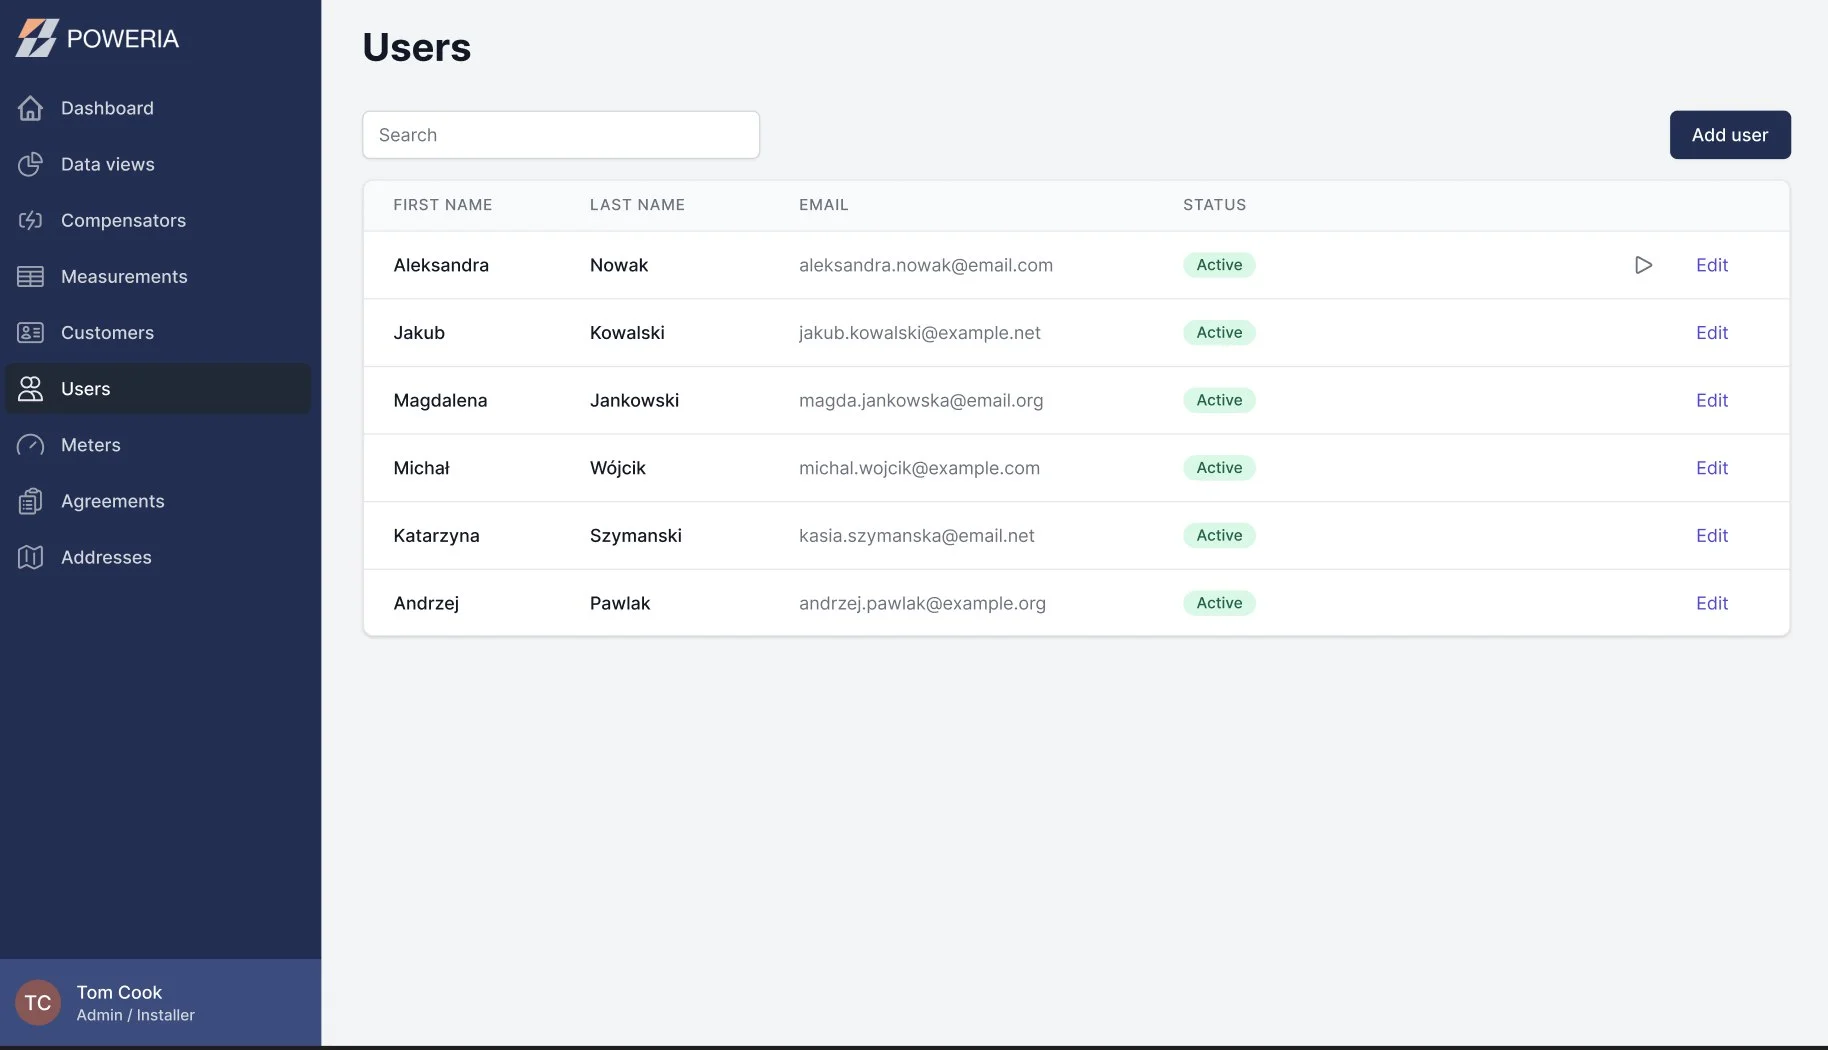 POWERIA
Dashboard
Data views
Compensators
Measurements
Customers
Users
Meters
Agreements
Addresses
TC
Tom Cook
Admin / Installer
Users
Search
Add user
FIRST NAME LAST NAME EMAIL STATUS
Aleksandra Nowak aleksandra.nowak@email.com Active Edit
Jakub Kowalski jakub.kowalski@example.net Active Edit
Magdalena Jankowski magda.jankowska@email.org Active Edit
Michał Wójcik michal.wojcik@example.com Active Edit
Katarzyna Szymanski kasia.szymanska@email.net Active Edit
Andrzej Pawlak andrzej.pawlak@example.org Active Edit